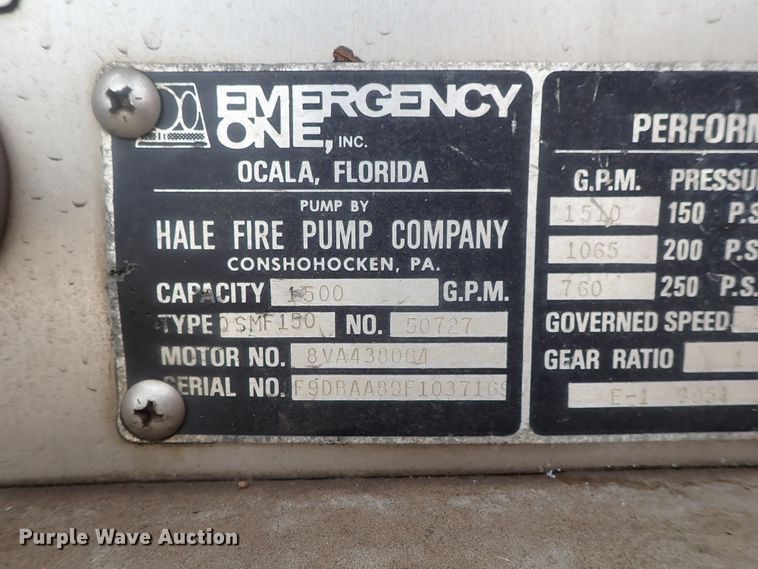 EMERGENCY
ONE, INC.
OCALA, FLORIDA
PUMP BY
HALE FIRE PUMP COMPANY
CONSHOHOCKEN, PA.
CAPACITY 1500 G.P.M.
TYPE QSMF150 NO. 50727
MOTOR NO. 8VA438064
SERIAL NO. F9DBAA89F1037169
PERFORM
G.P.M. PRESSU
1510 150 P.S.
1065 200 P.S.
760 250 P.S.
GOVERNED SPEED
GEAR RATIO 1
E-1
Purple Wave Auction